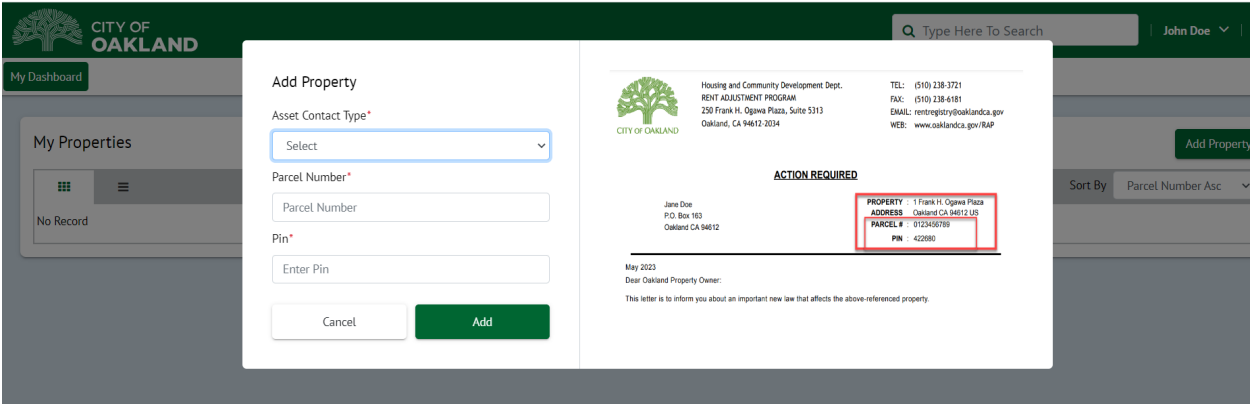 CITY OF
OAKLAND
Type Here To Search
John Doe
My Dashboard
My Properties
Add Property
No Record
Sort By
Parcel Number Asc
Add Property
Asset Contact Type*
Select
Parcel Number*
Parcel Number
Pin*
Enter Pin
Cancel
Add
CITY OF OAKLAND
Housing and Community Development Dept.
RENT ADJUSTMENT PROGRAM
250 Frank H. Ogawa Plaza, Suite 5313
Oakland, CA 94612-2034
TEL: (510) 238-3721
FAX: (510) 238-6181
EMAIL: rentregistry@oaklandca.gov
WEB: www.oaklandca.gov/RAP
ACTION REQUIRED
Jane Doe
P.O. Box 163
Oakland CA 94612
PROPERTY : 1 Frank H. Ogawa Plaza
ADDRESS Oakland CA 94612 US
PARCEL # : 0123456789
PIN : 422680
May 2023
Dear Oakland Property Owner:
This letter is to inform you about an important new law that affects the above-referenced property.